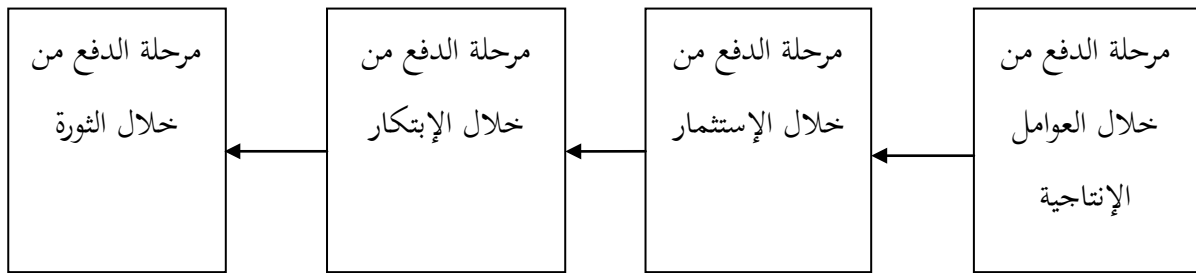 مرحلة الدفع من
خلال العوامل
الإنتاجية
مرحلة الدفع من
خلال الإستثمار
مرحلة الدفع من
خلال الإبتكار
مرحلة الدفع من
خلال الثورة